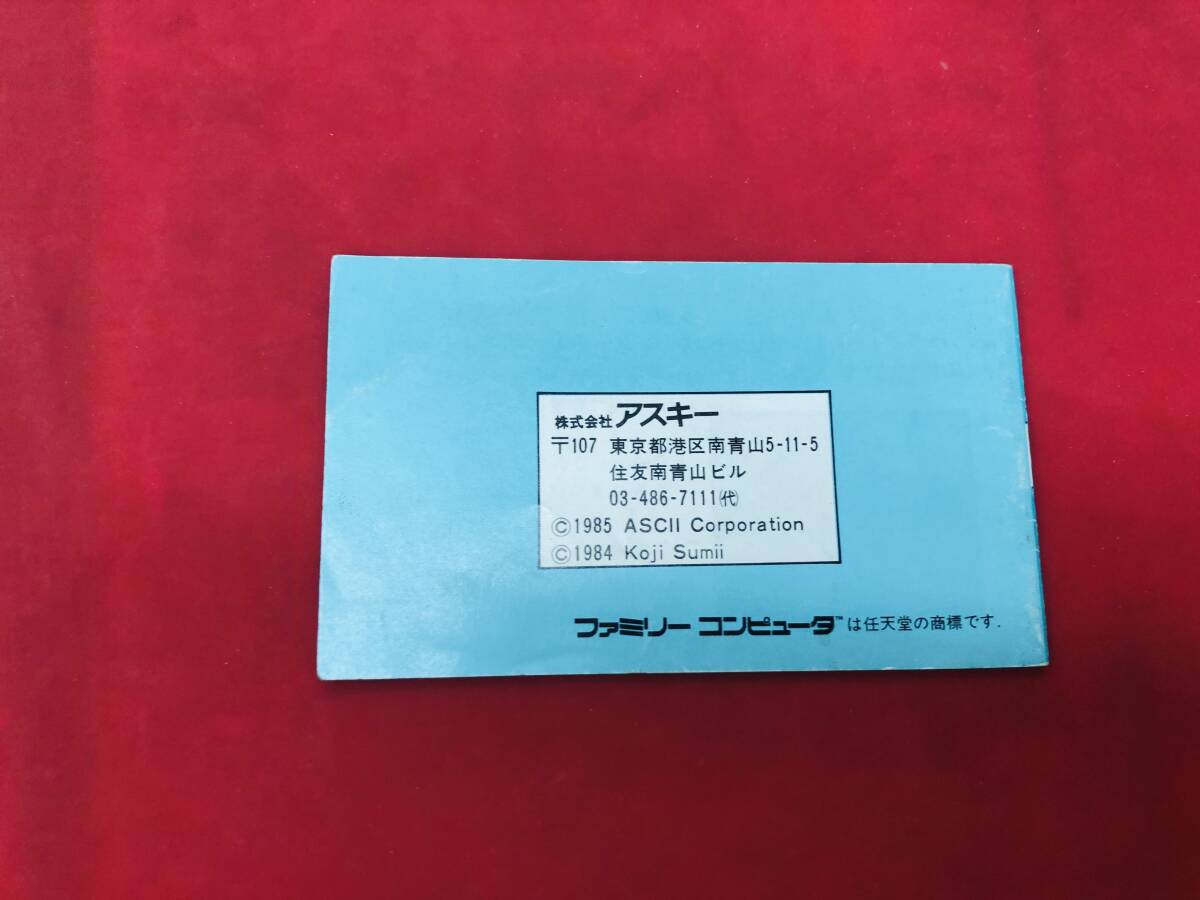 株式会社アスキー
〒107 東京都港区南青山5-11-5
住友南青山ビル
03-486-7111㈹
©1985 ASCII Corporation
©1984 Koji Sumii
ファミリー コンピュータ™は任天堂の商標です.